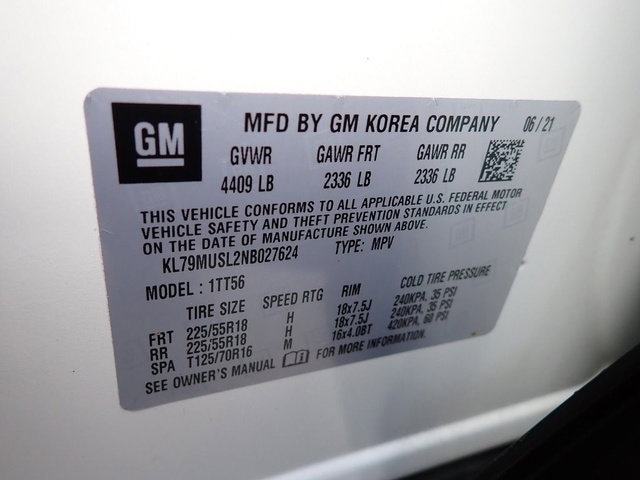 GM
MFD BY GM KOREA COMPANY 06 / 21
GVWR GAWR FRT GAWR RR
4409 LB 2336 LB 2336 LB
THIS VEHICLE CONFORMS TO ALL APPLICABLE U.S. FEDERAL MOTOR
VEHICLE SAFETY AND THEFT PREVENTION STANDARDS IN EFFECT
ON THE DATE OF MANUFACTURE SHOWN ABOVE.
KL79MUSL2NB027624 TYPE: MPV
MODEL : 1TT56
TIRE SIZE SPEED RTG RIM COLD TIRE PRESSURE
FRT 225/55R18 H 18x7.5J 240KPA, 35 PSI
RR 225/55R18 H 18x7.5J 240KPA, 35 PSI
SPA T125/70R16 M 16x4.0BT 420KPA, 60 PSI
SEE OWNER'S MANUAL FOR MORE INFORMATION.